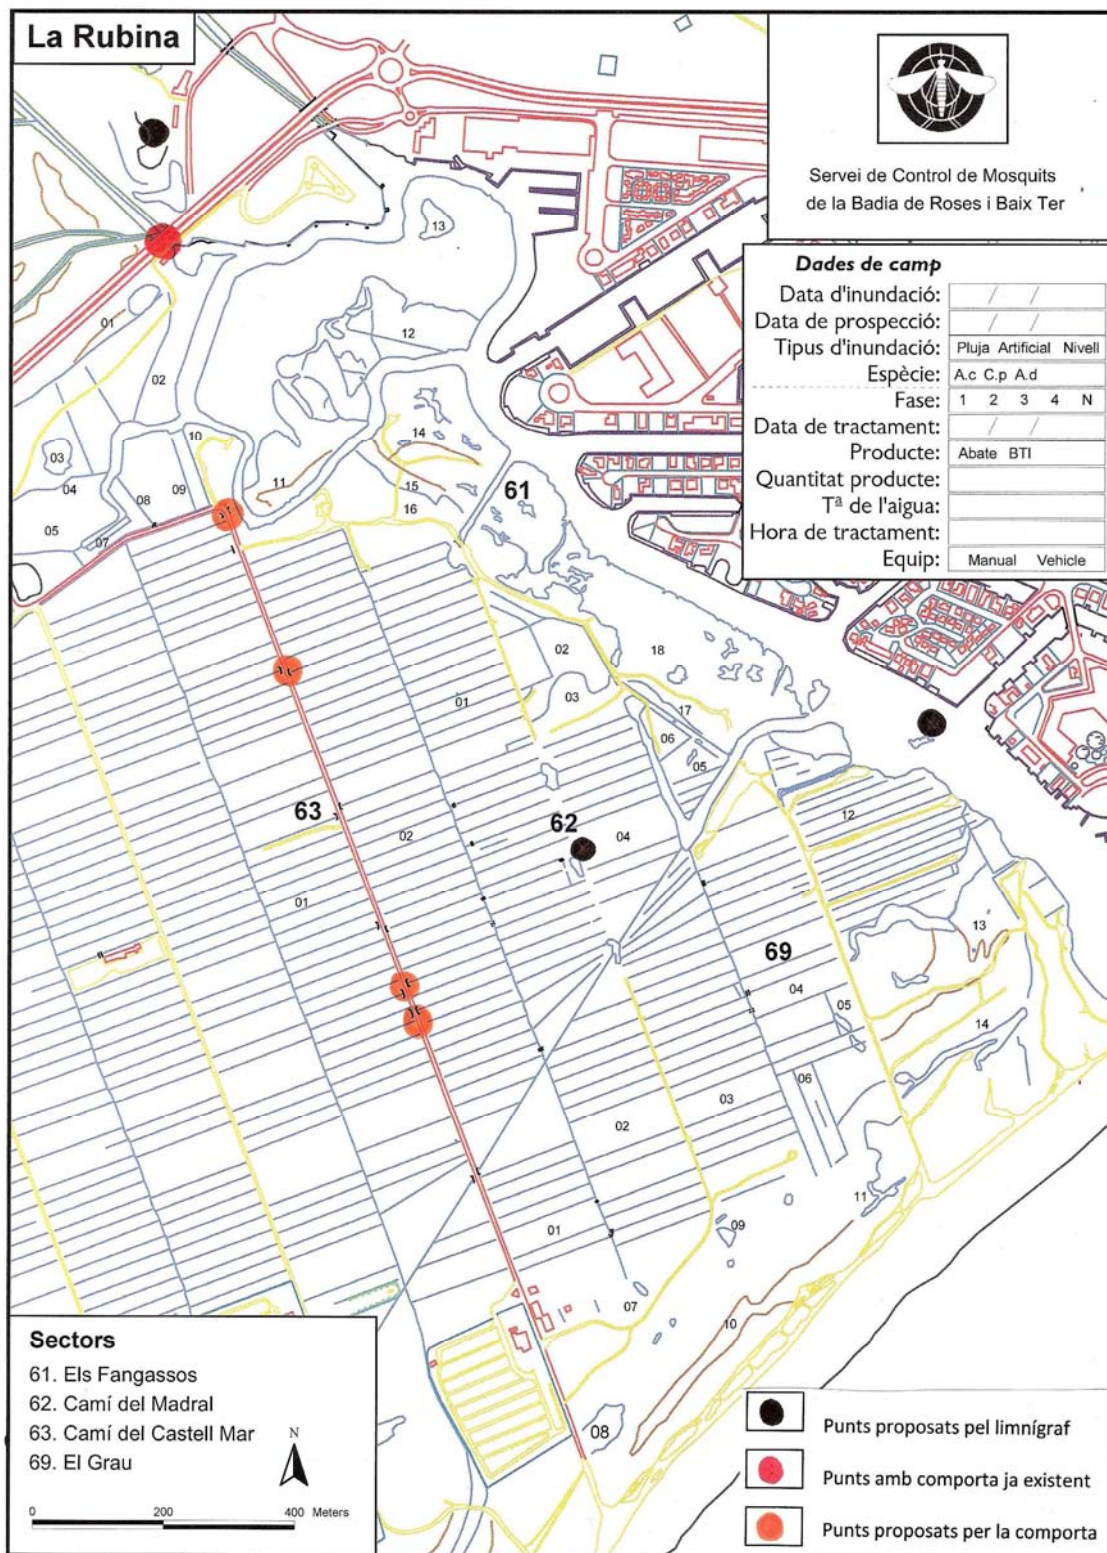 La Rubina
Servei de Control de Mosquits
de la Badia de Roses i Baix Ter
Dades de camp
Data d'inundació: / /
Data de prospecció: / /
Tipus d'inundació: Pluja Artificial Nivell
Espècie: A.c C.p A.d
Fase: 1 2 3 4 N
Data de tractament: / /
Producte: Abate BTI
Quantitat producte:
Tª de l'aigua:
Hora de tractament:
Equip: Manual Vehicle
13
01
12
02
10
14
03
11
15
61
04
08
09
16
05
07
02
18
03
01
17
06
05
63
62
12
02
04
01
69
13
04
05
14
06
03
02
11
01
09
07
10
08
Sectors
61. Els Fangassos
62. Camí del Madral
63. Camí del Castell Mar
69. El Grau
N
0 200 400 Meters
Punts proposats pel limnígraf
Punts amb comporta ja existent
Punts proposats per la comporta